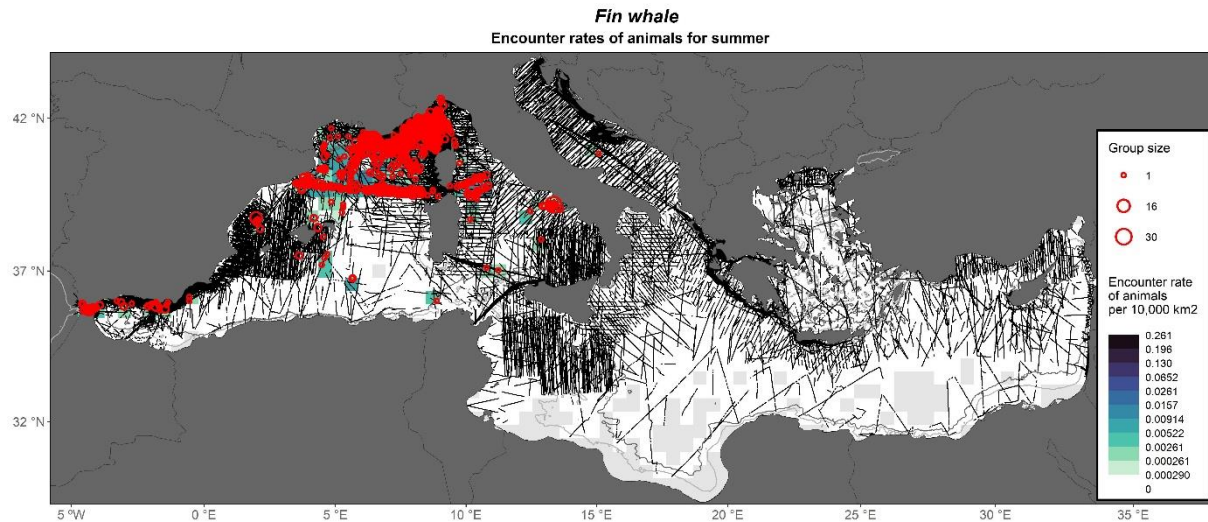 Fin whale
Encounter rates of animals for summer
42 °N
37 °N
32 °N
5 °W
0 °E
5 °E
10 °E
15 °E
20 °E
25 °E
30 °E
35 °E
Group size
1
16
30
Encounter rate
of animals
per 10,000 km2
0.261
0.196
0.130
0.0652
0.0261
0.0157
0.00914
0.00522
0.00261
0.000261
0.000290
0